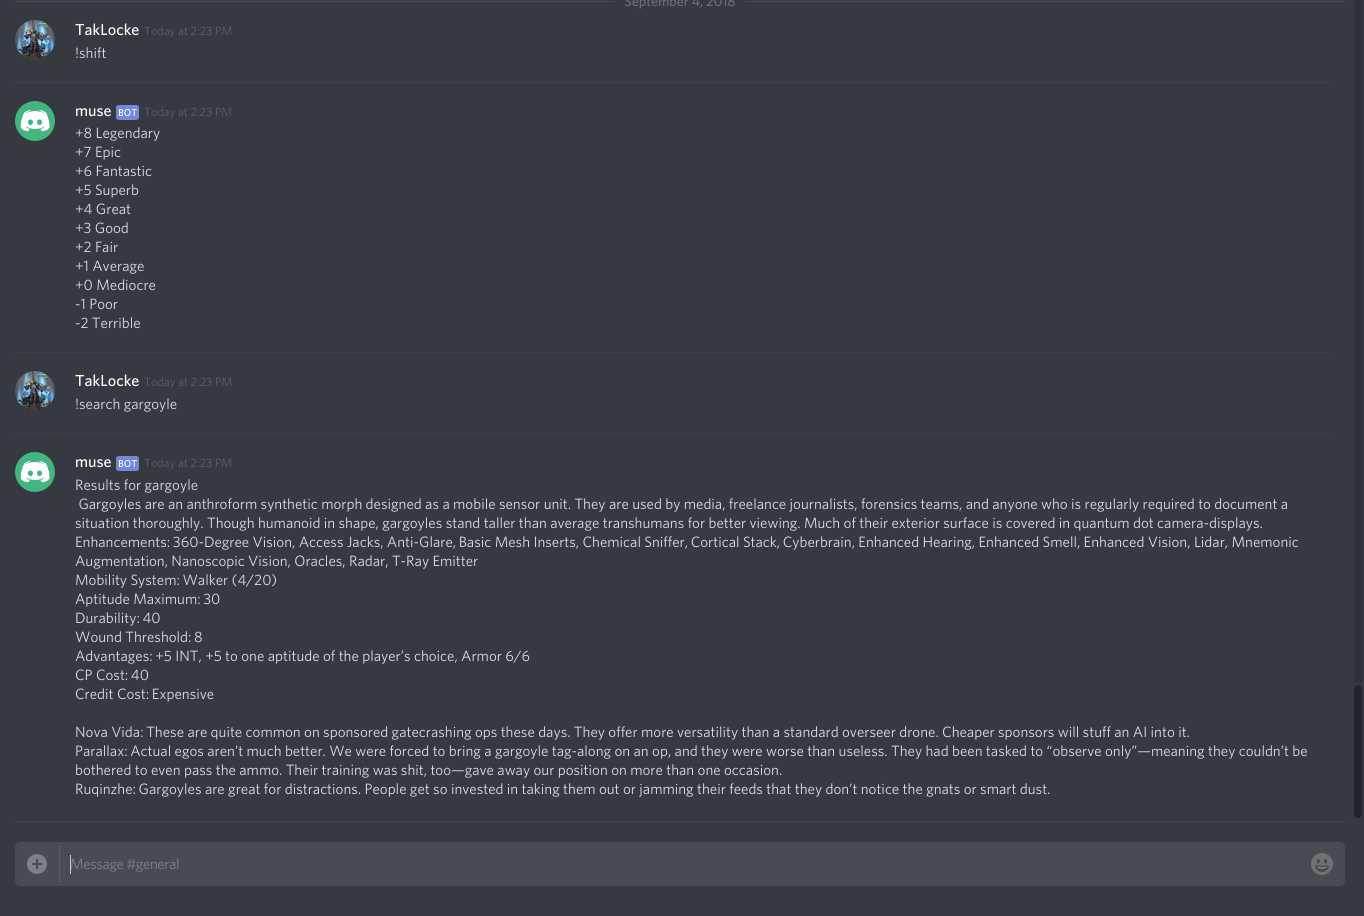 September 4, 2018
TakLocke Today at 2:23 PM
!shift
muse BOT Today at 2:23 PM
+8 Legendary
+7 Epic
+6 Fantastic
+5 Superb
+4 Great
+3 Good
+2 Fair
+1 Average
+0 Mediocre
-1 Poor
-2 Terrible
TakLocke Today at 2:23 PM
!search gargoyle
muse BOT Today at 2:23 PM
Results for gargoyle
Gargoyles are an anthroform synthetic morph designed as a mobile sensor unit. They are used by media, freelance journalists, forensics teams, and anyone who is regularly required to document a
situation thoroughly. Though humanoid in shape, gargoyles stand taller than average transhumans for better viewing. Much of their exterior surface is covered in quantum dot camera-displays.
Enhancements: 360-Degree Vision, Access Jacks, Anti-Glare, Basic Mesh Inserts, Chemical Sniffer, Cortical Stack, Cyberbrain, Enhanced Hearing, Enhanced Smell, Enhanced Vision, Lidar, Mnemonic
Augmentation, Nanoscopic Vision, Oracles, Radar, T-Ray Emitter
Mobility System: Walker (4/20)
Aptitude Maximum: 30
Durability: 40
Wound Threshold: 8
Advantages: +5 INT, +5 to one aptitude of the player’s choice, Armor 6/6
CP Cost: 40
Credit Cost: Expensive
Nova Vida: These are quite common on sponsored gatecrashing ops these days. They offer more versatility than a standard overseer drone. Cheaper sponsors will stuff an AI into it.
Parallax: Actual egos aren’t much better. We were forced to bring a gargoyle tag-along on an op, and they were worse than useless. They had been tasked to “observe only”—meaning they couldn’t be
bothered to even pass the ammo. Their training was shit, too—gave away our position on more than one occasion.
Ruqinzhe: Gargoyles are great for distractions. People get so invested in taking them out or jamming their feeds that they don’t notice the gnats or smart dust.
Message #general